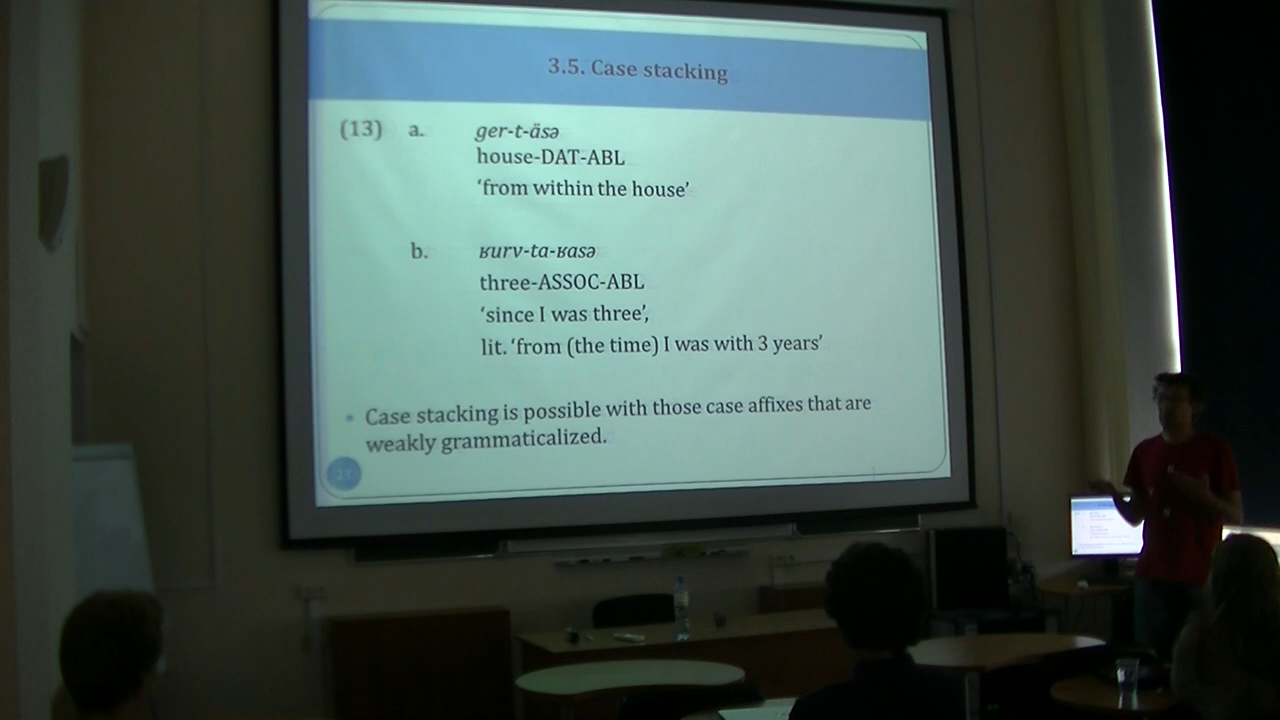 3.5. Case stacking
(13) a. ger-t-äsə
house-DAT-ABL
‘from within the house’
b. ʁurv-ta-ʁasə
three-ASSOC-ABL
‘since I was three’,
lit. ‘from (the time) I was with 3 years’
• Case stacking is possible with those case affixes that are
weakly grammaticalized.